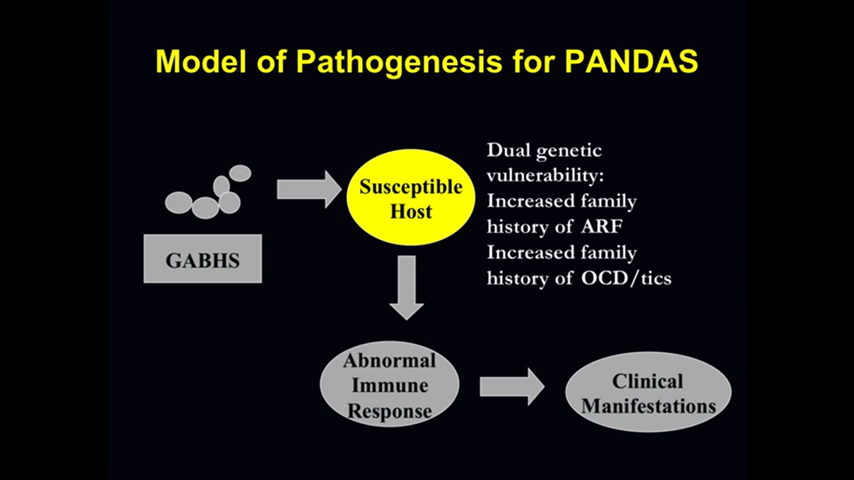 Model of Pathogenesis for PANDAS
GABHS
Susceptible
Host
Dual genetic
vulnerability:
Increased family
history of ARF
Increased family
history of OCD/tics
Abnormal
Immune
Response
Clinical
Manifestations